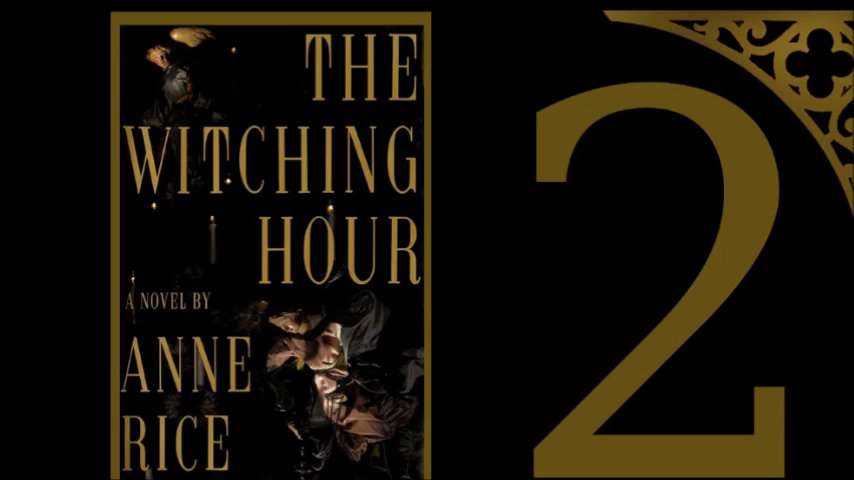 THE
WITCHING
HOUR
A NOVEL BY
ANNE
RICE
2